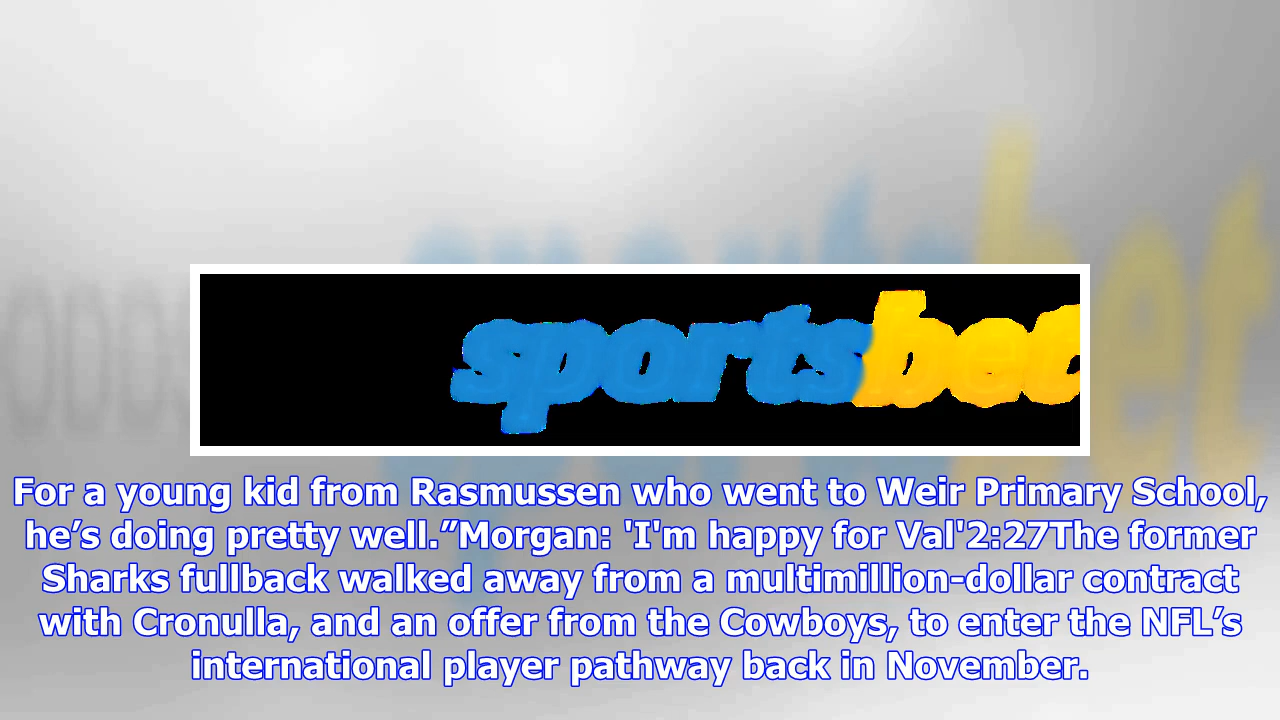 sportsbet
For a young kid from Rasmussen who went to Weir Primary School,
he’s doing pretty well.”Morgan: 'I'm happy for Val'2:27The former
Sharks fullback walked away from a multimillion-dollar contract
with Cronulla, and an offer from the Cowboys, to enter the NFL’s
international player pathway back in November.